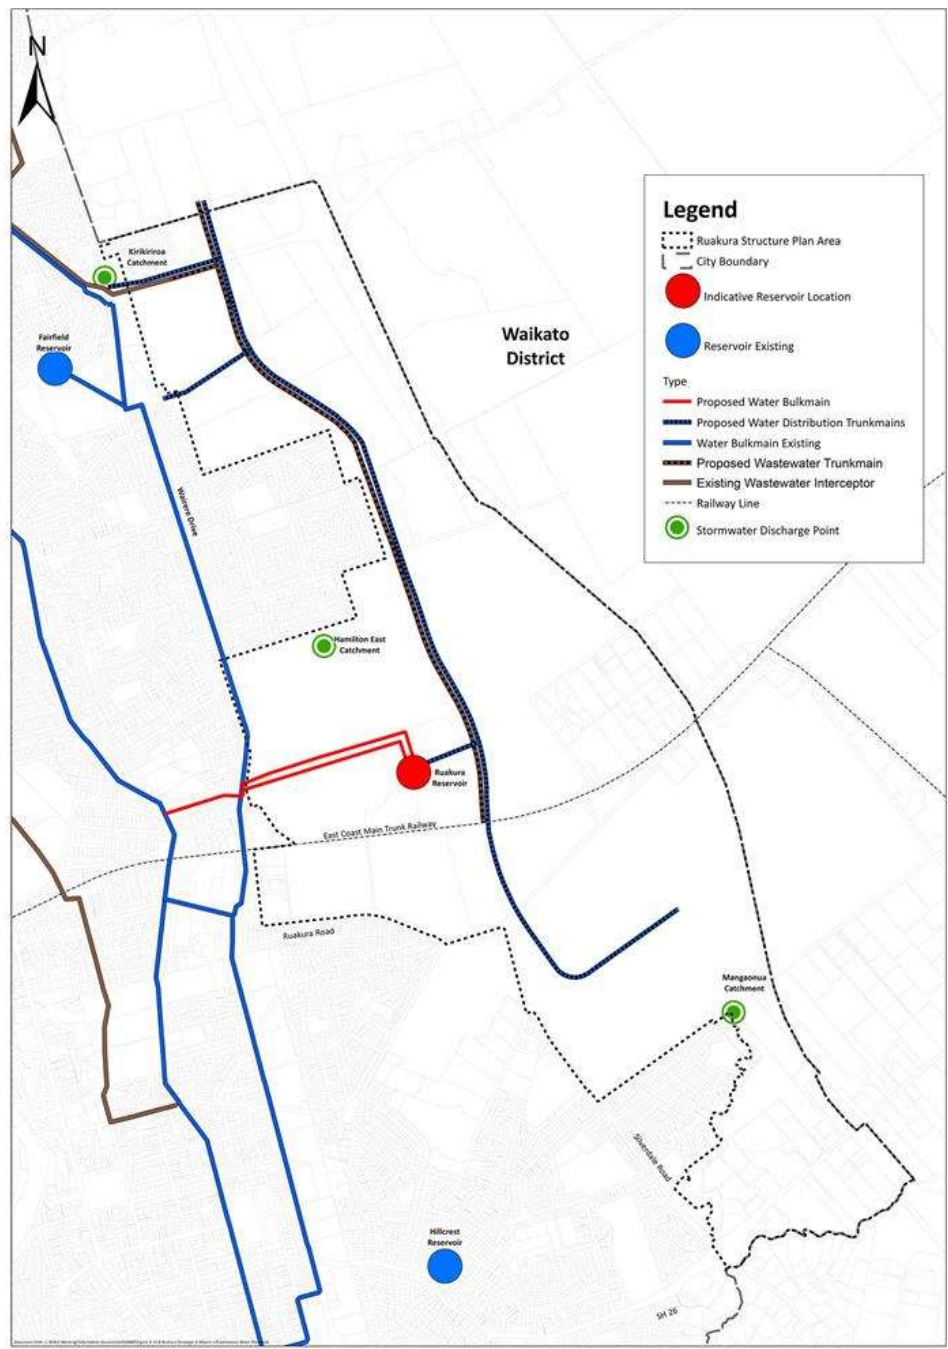 N
Kirikiriroa
Catchment
Legend
Ruakura Structure Plan Area
City Boundary
Indicative Reservoir Location
Reservoir Existing
Type
Proposed Water Bulkmain
Proposed Water Distribution Trunkmains
Water Bulkmain Existing
Proposed Wastewater Trunkmain
Existing Wastewater Interceptor
Railway Line
Stormwater Discharge Point
Waikato
District
Fairfield
Reservoir
Wairere Drive
Hamilton East
Catchment
Ruakura
Reservoir
East Coast Main Trunk Railway
Ruakura Road
Mangaonua
Catchment
Silverdale Road
Hillcrest
Reservoir
SH 26